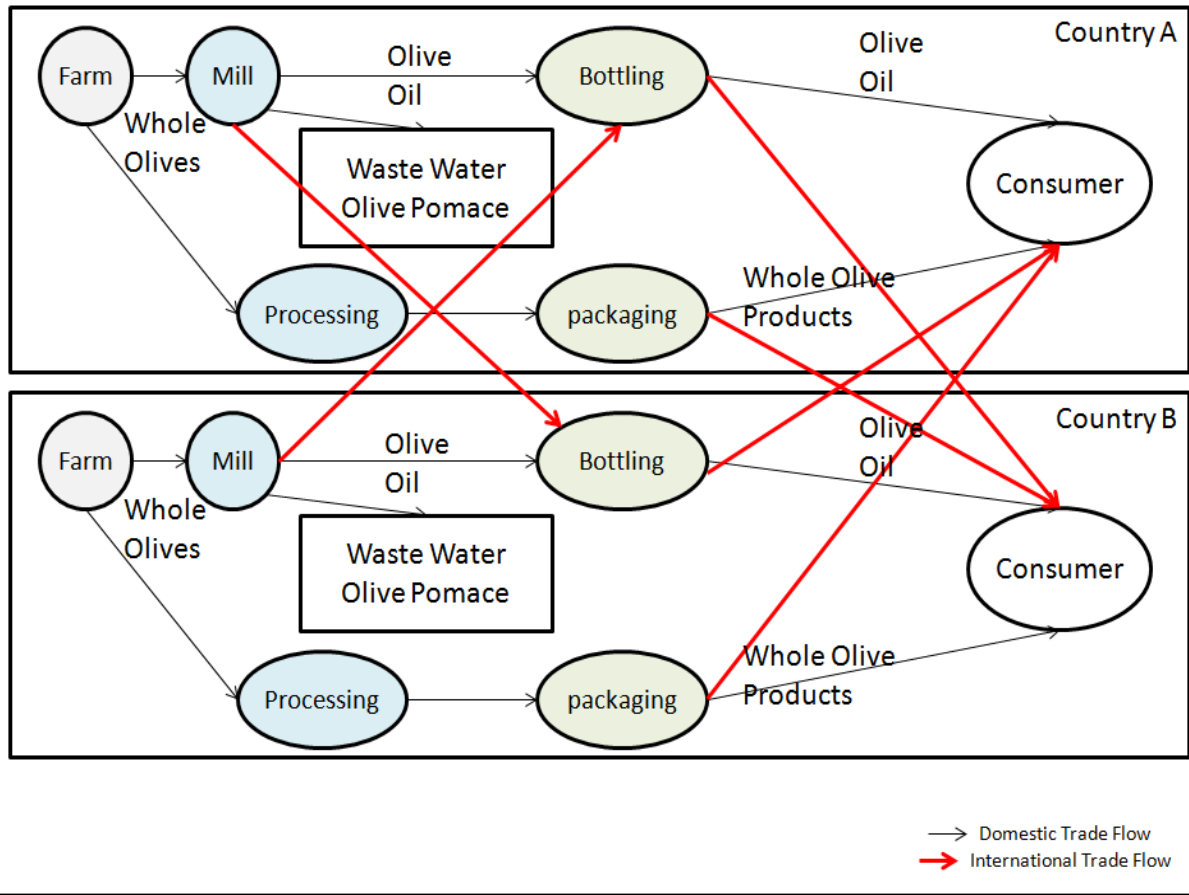 Country A
Farm
Mill
Olive
Oil
Bottling
Olive
Oil
Whole
Olives
Waste Water
Olive Pomace
Consumer
Processing
packaging
Whole Olive
Products
Country B
Farm
Mill
Olive
Oil
Bottling
Olive
Oil
Whole
Olives
Waste Water
Olive Pomace
Consumer
Processing
packaging
Whole Olive
Products
Domestic Trade Flow
International Trade Flow